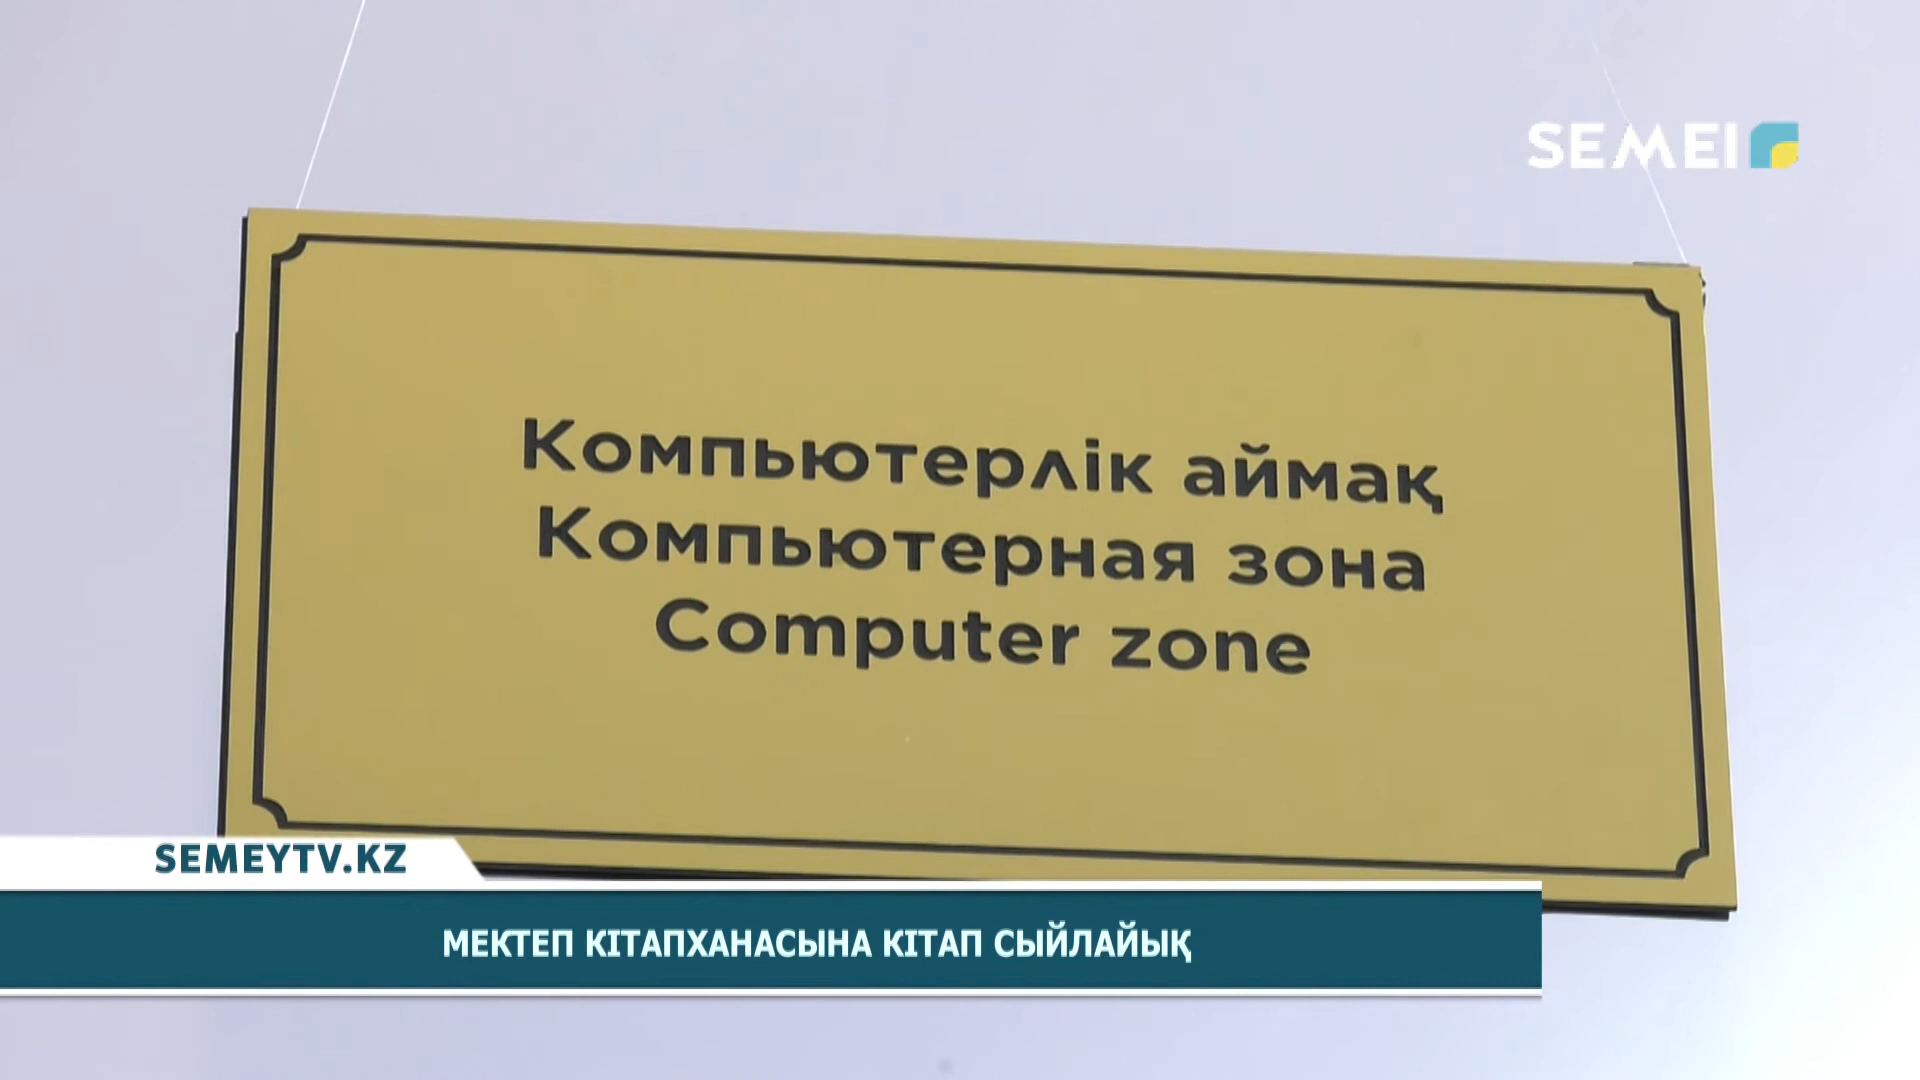 SEMEI
Компьютерлік аймақ
Компьютерная зона
Computer zone
SEMEYTV.KZ
МЕКТЕП КІТАПХАНАСЫНА КІТАП СЫЙЛАЙЫҚ